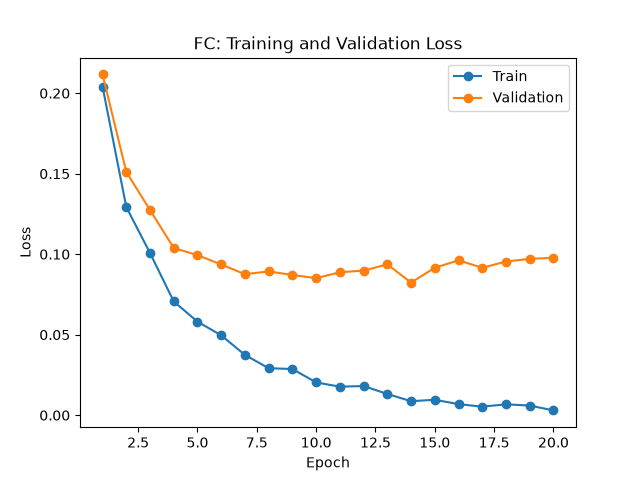 FC: Training and Validation Loss
Train
Validation
0.20
0.15
0.10
0.05
0.00
Loss
2.5 5.0 7.5 10.0 12.5 15.0 17.5 20.0
Epoch